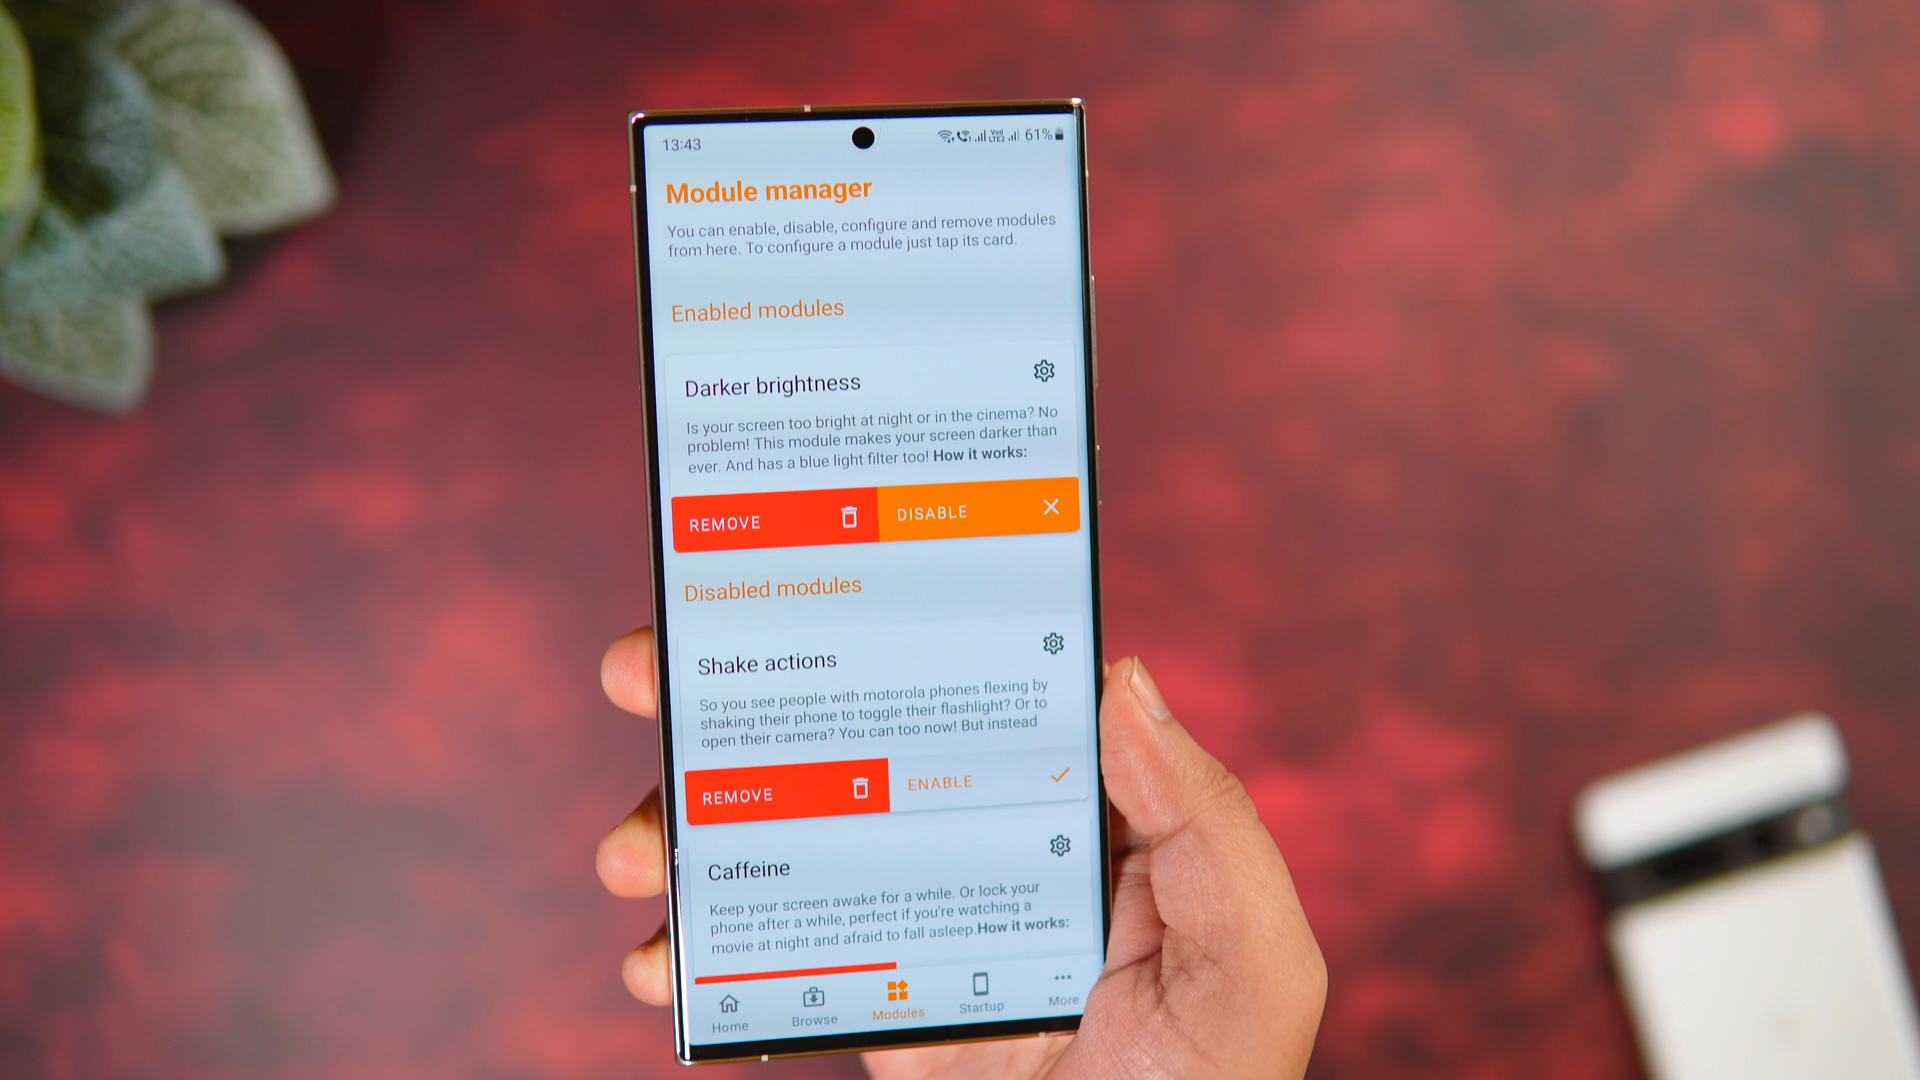 13:43
61%
Module manager
You can enable, disable, configure and remove modules
from here. To configure a module just tap its card.
Enabled modules
Darker brightness
Is your screen too bright at night or in the cinema? No
problem! This module makes your screen darker than
ever. And has a blue light filter too! How it works:
REMOVE
DISABLE
Disabled modules
Shake actions
So you see people with motorola phones flexing by
shaking their phone to toggle their flashlight? Or to
open their camera? You can too now! But instead
REMOVE
ENABLE
Caffeine
Keep your screen awake for a while. Or lock your
phone after a while, perfect if you're watching a
movie at night and afraid to fall asleep.How it works:
Home
Browse
Modules
Startup
More